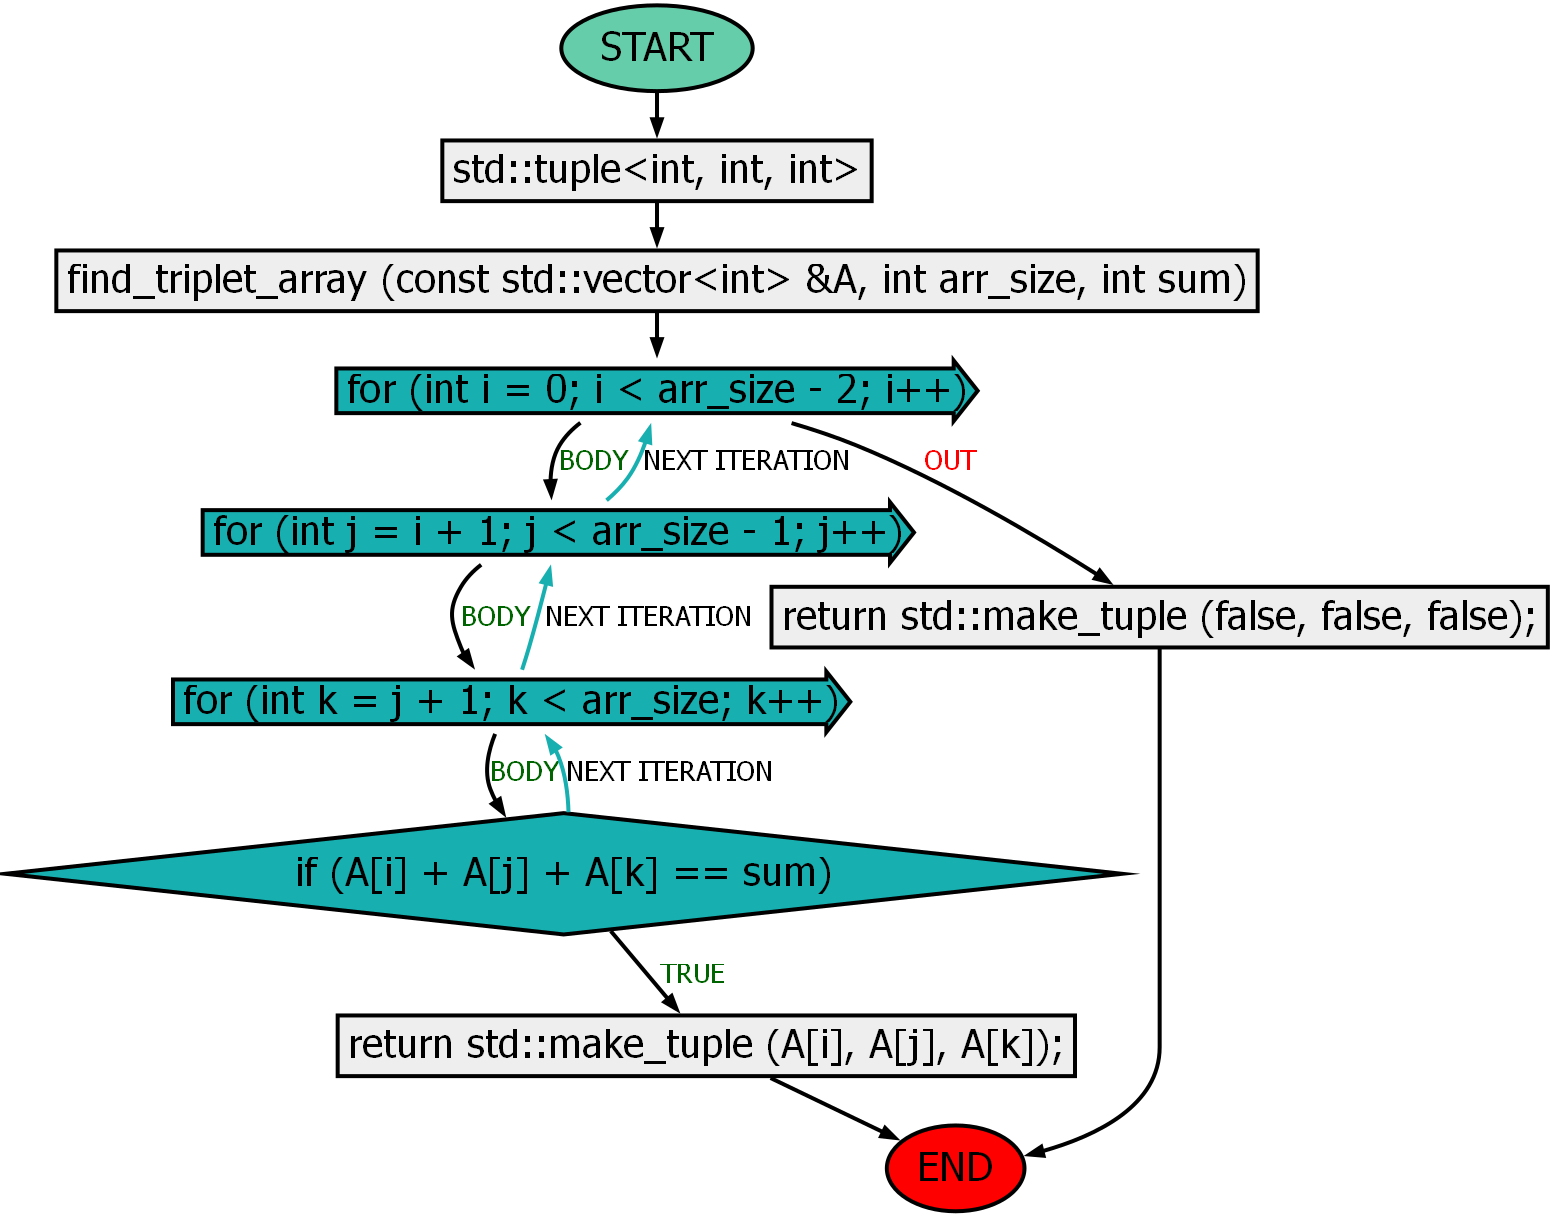 START
std::tuple<int, int, int>
find_triplet_array (const std::vector<int> &A, int arr_size, int sum)
for (int i = 0; i < arr_size - 2; i++)
BODY
NEXT ITERATION
OUT
for (int j = i + 1; j < arr_size - 1; j++)
return std::make_tuple (false, false, false);
BODY
NEXT ITERATION
for (int k = j + 1; k < arr_size; k++)
BODY
NEXT ITERATION
if (A[i] + A[j] + A[k] == sum)
TRUE
return std::make_tuple (A[i], A[j], A[k]);
END